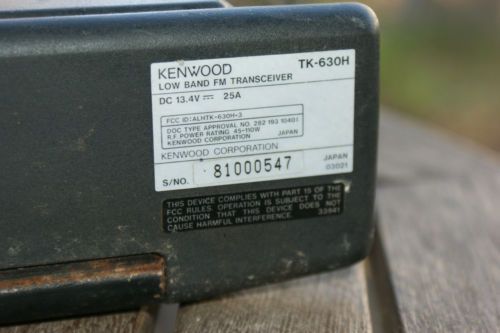 KENWOOD TK-630H
LOW BAND FM TRANSCEIVER
DC 13.4V ⎓ 25A
FCC ID:ALHTK-630H-3
DOC TYPE APPROVAL NO. 282 193 1040)
R.F. POWER RATING 45-110W
KENWOOD CORPORATION JAPAN
KENWOOD CORPORATION JAPAN
S/NO. 81000547 03021
THIS DEVICE COMPLIES WITH PART 15 OF THE
FCC RULES. OPERATION IS SUBJECT TO THE
CONDITION THAT THIS DEVICE DOES NOT
CAUSE HARMFUL INTERFERENCE. 33941